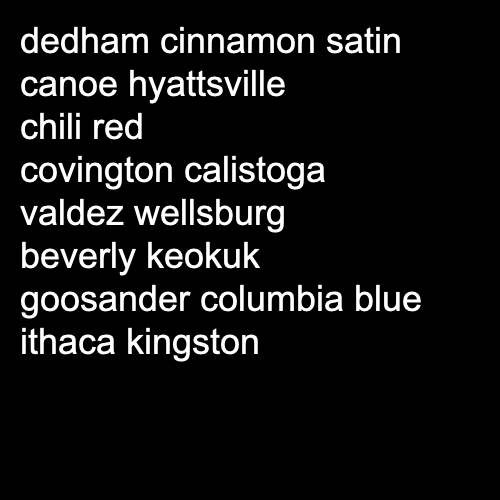 dedham cinnamon satin
canoe hyattsville
chili red
covington calistoga
valdez wellsburg
beverly keokuk
goosander columbia blue
ithaca kingston